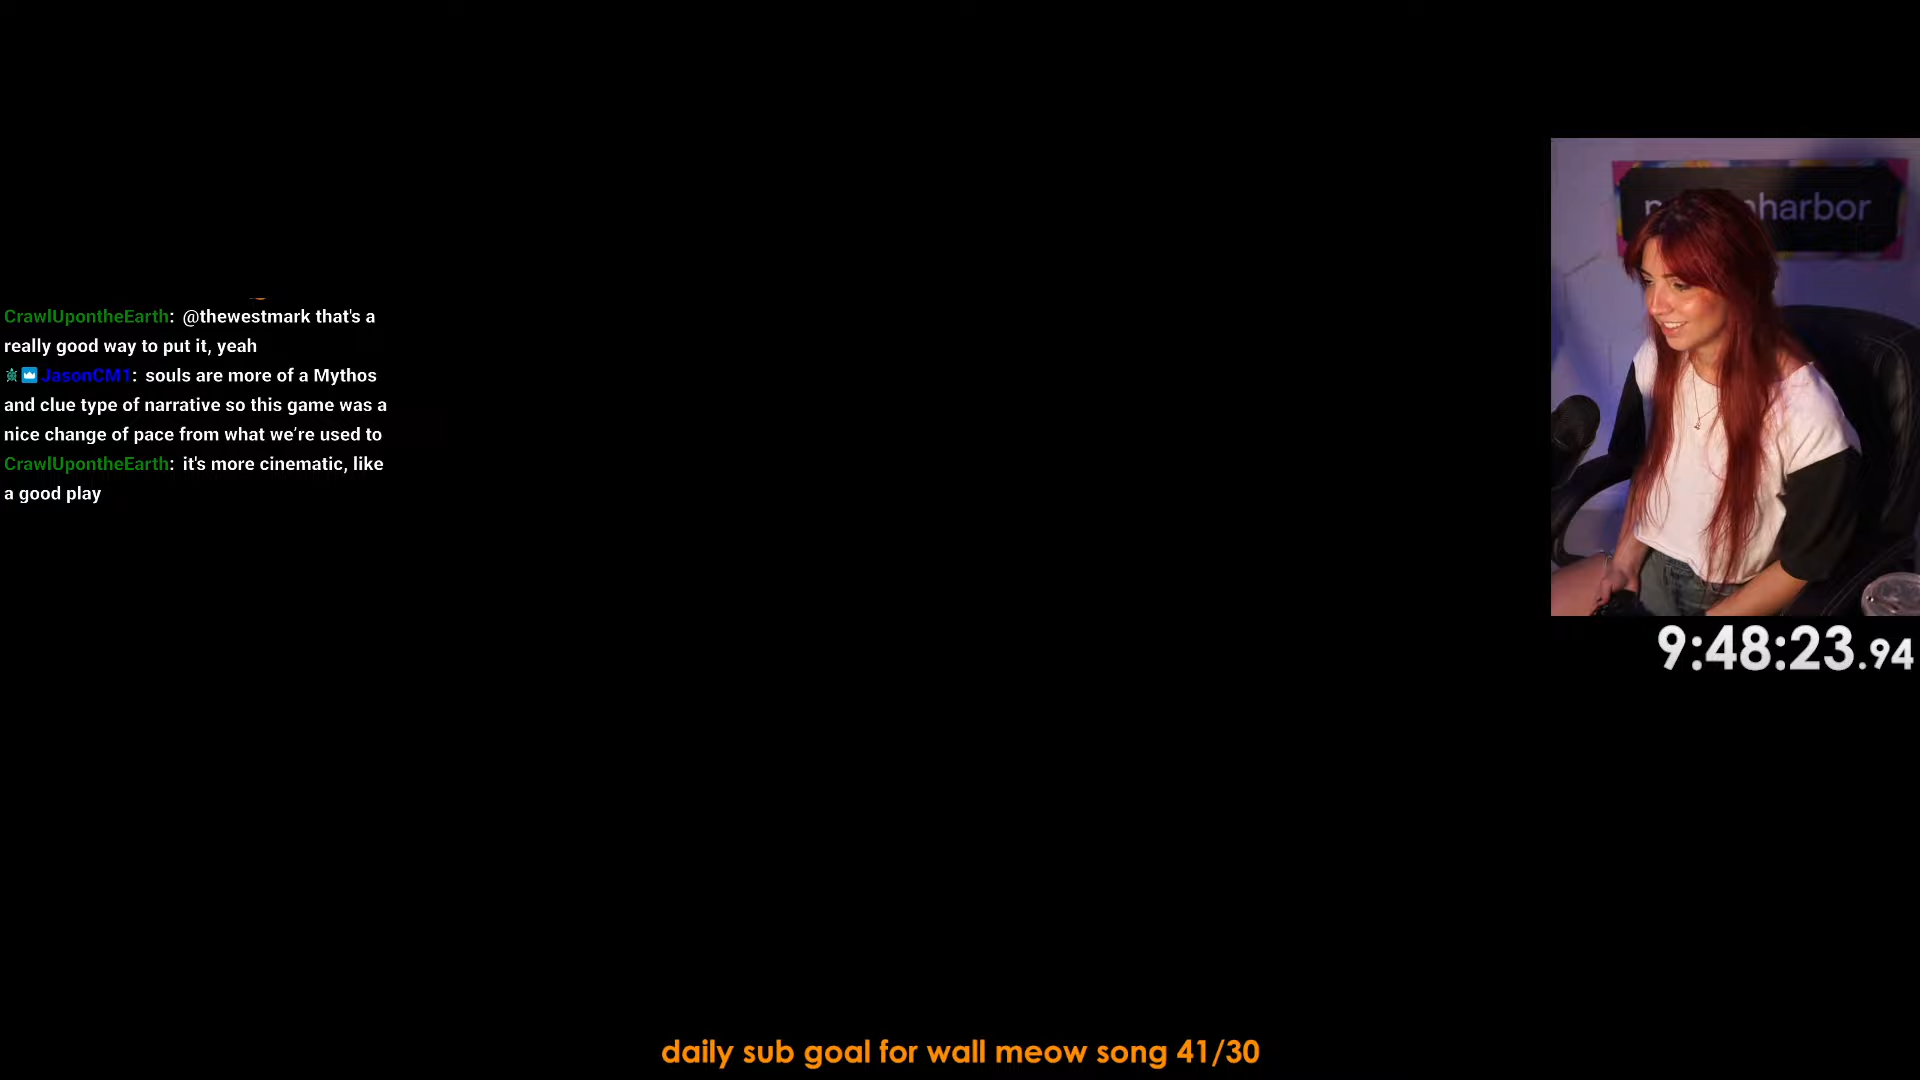 CrawlUpontheEarth: @thewestmark that's a
really good way to put it, yeah
JasonCM1: souls are more of a Mythos
and clue type of narrative so this game was a
nice change of pace from what we’re used to
CrawlUpontheEarth: it's more cinematic, like
a good play
harbor
9:48:23.94
daily sub goal for wall meow song 41/30